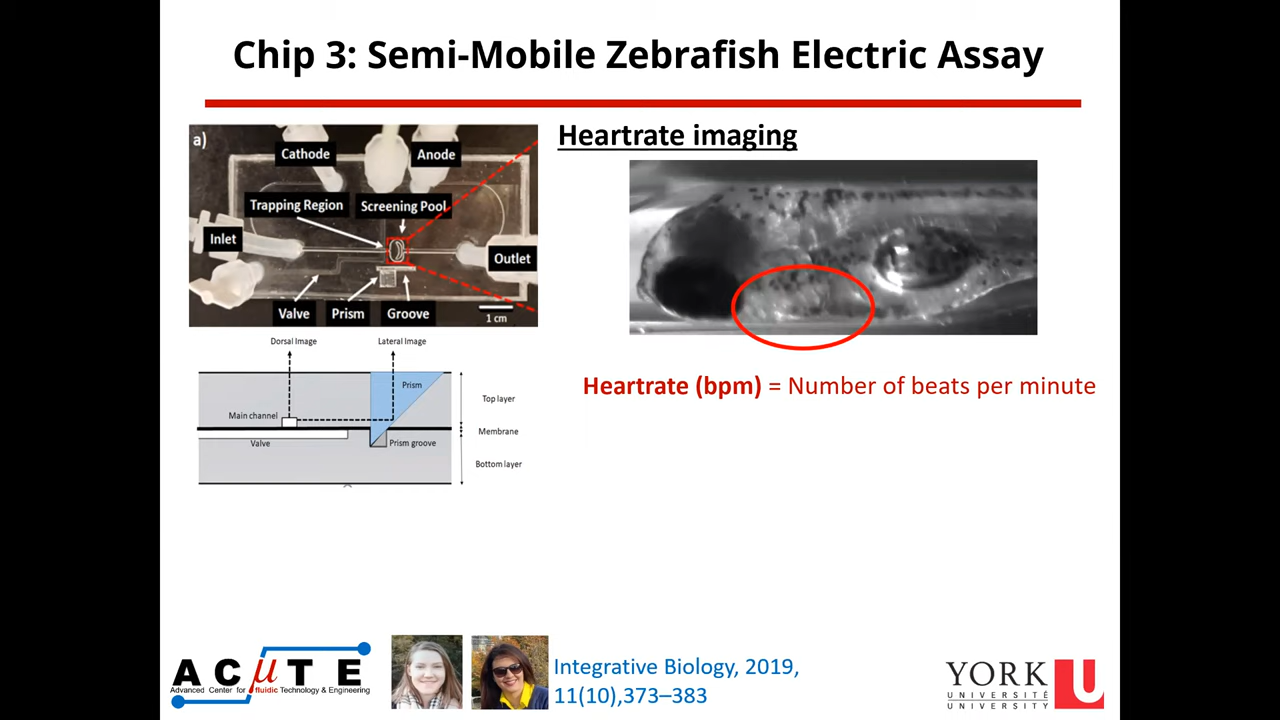 Chip 3: Semi-Mobile Zebrafish Electric Assay
a)
Cathode
Anode
Trapping Region
Screening Pool
Inlet
Outlet
Valve
Prism
Groove
1 cm
Dorsal Image
Lateral Image
Prism
Top layer
Main channel
Membrane
Valve
Prism groove
Bottom layer
Heartrate imaging
Heartrate (bpm) = Number of beats per minute
ACμTE
Advanced Center for μfluidic Technology & Engineering
Integrative Biology, 2019,
11(10),373–383
YORK U
UNIVERSITÉ
UNIVERSITY